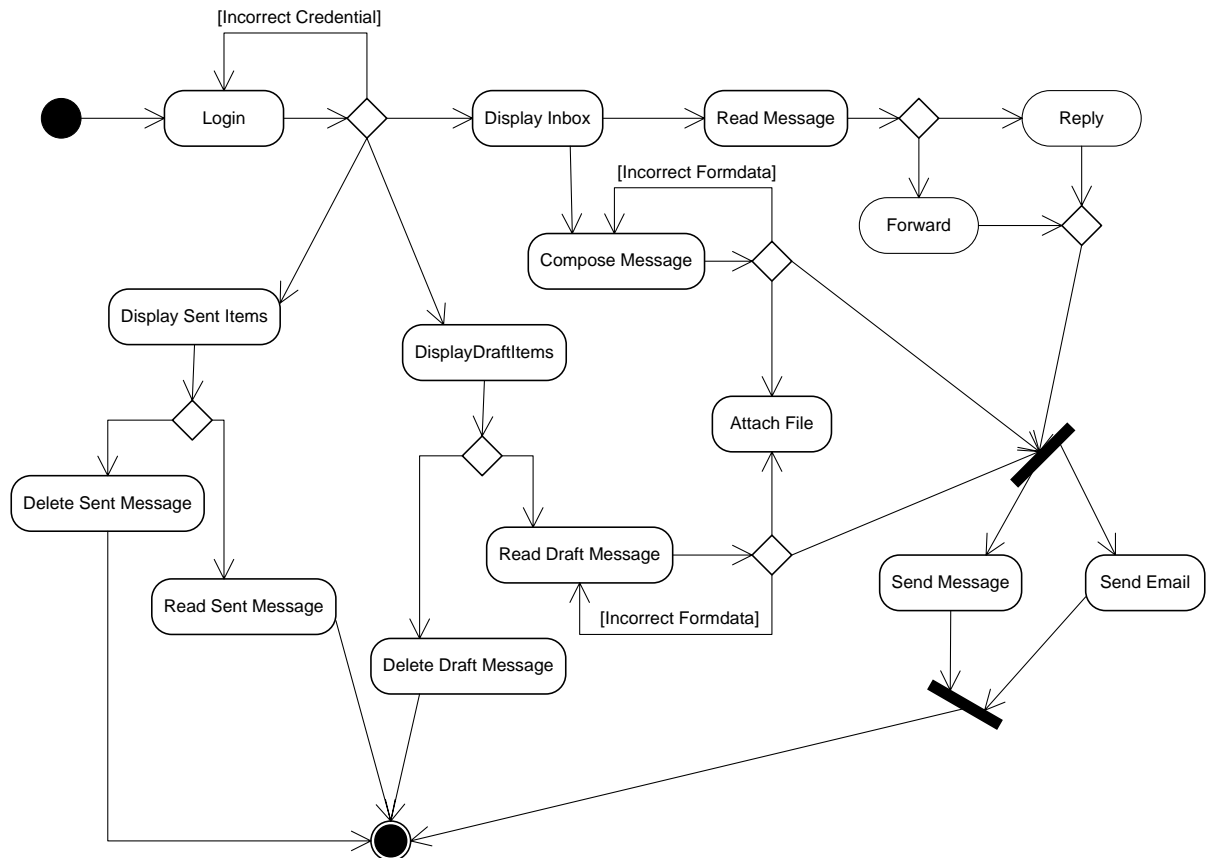 [Incorrect Credential]
Login
Display Inbox
Read Message
Reply
[Incorrect Formdata]
Forward
Compose Message
Display Sent Items
DisplayDraftItems
Attach File
Delete Sent Message
Read Draft Message
Send Message
Send Email
Read Sent Message
[Incorrect Formdata]
Delete Draft Message